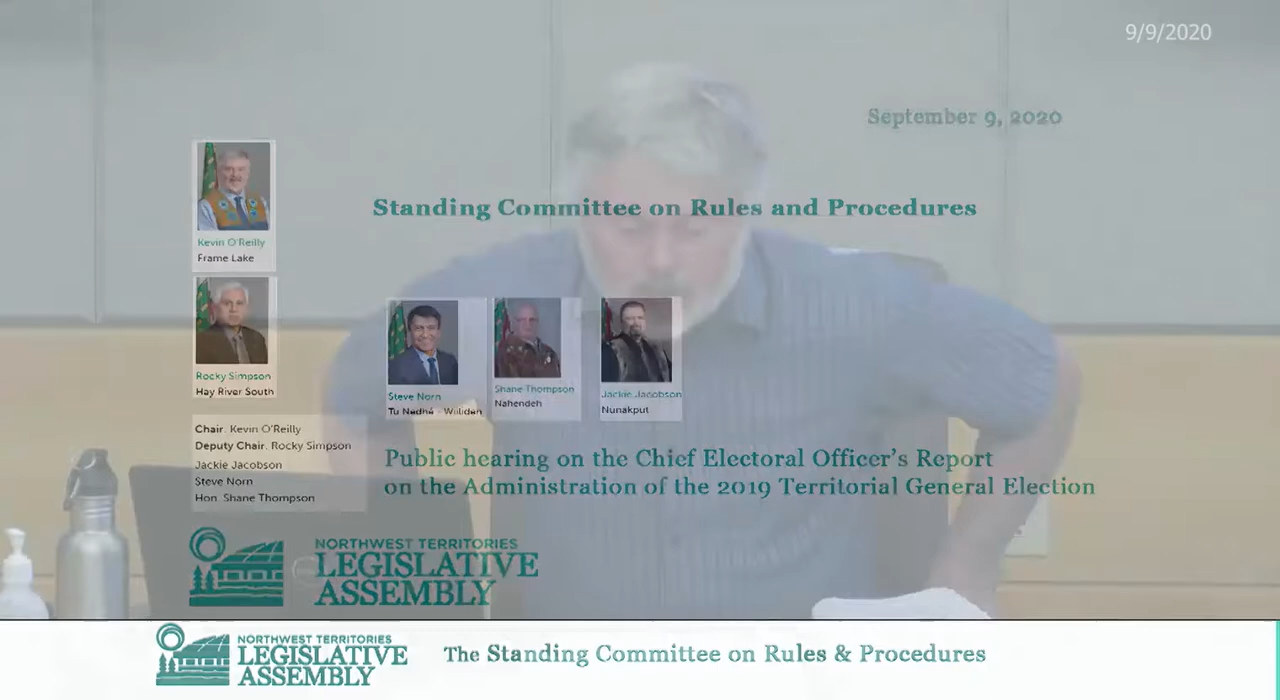 9/9/2020
September 9, 2020
Standing Committee on Rules and Procedures
Kevin O'Reilly
Frame Lake
Rocky Simpson
Hay River South
Steve Norn
Tu Nedhé - Wiilideh
Shane Thompson
Nahendeh
Jackie Jacobson
Nunakput
Chair. Kevin O'Reilly
Deputy Chair. Rocky Simpson
Jackie Jacobson
Steve Norn
Hon. Shane Thompson
Public hearing on the Chief Electoral Officer's Report
on the Administration of the 2019 Territorial General Election
NORTHWEST TERRITORIES
LEGISLATIVE
ASSEMBLY
NORTHWEST TERRITORIES
LEGISLATIVE
ASSEMBLY
The Standing Committee on Rules & Procedures